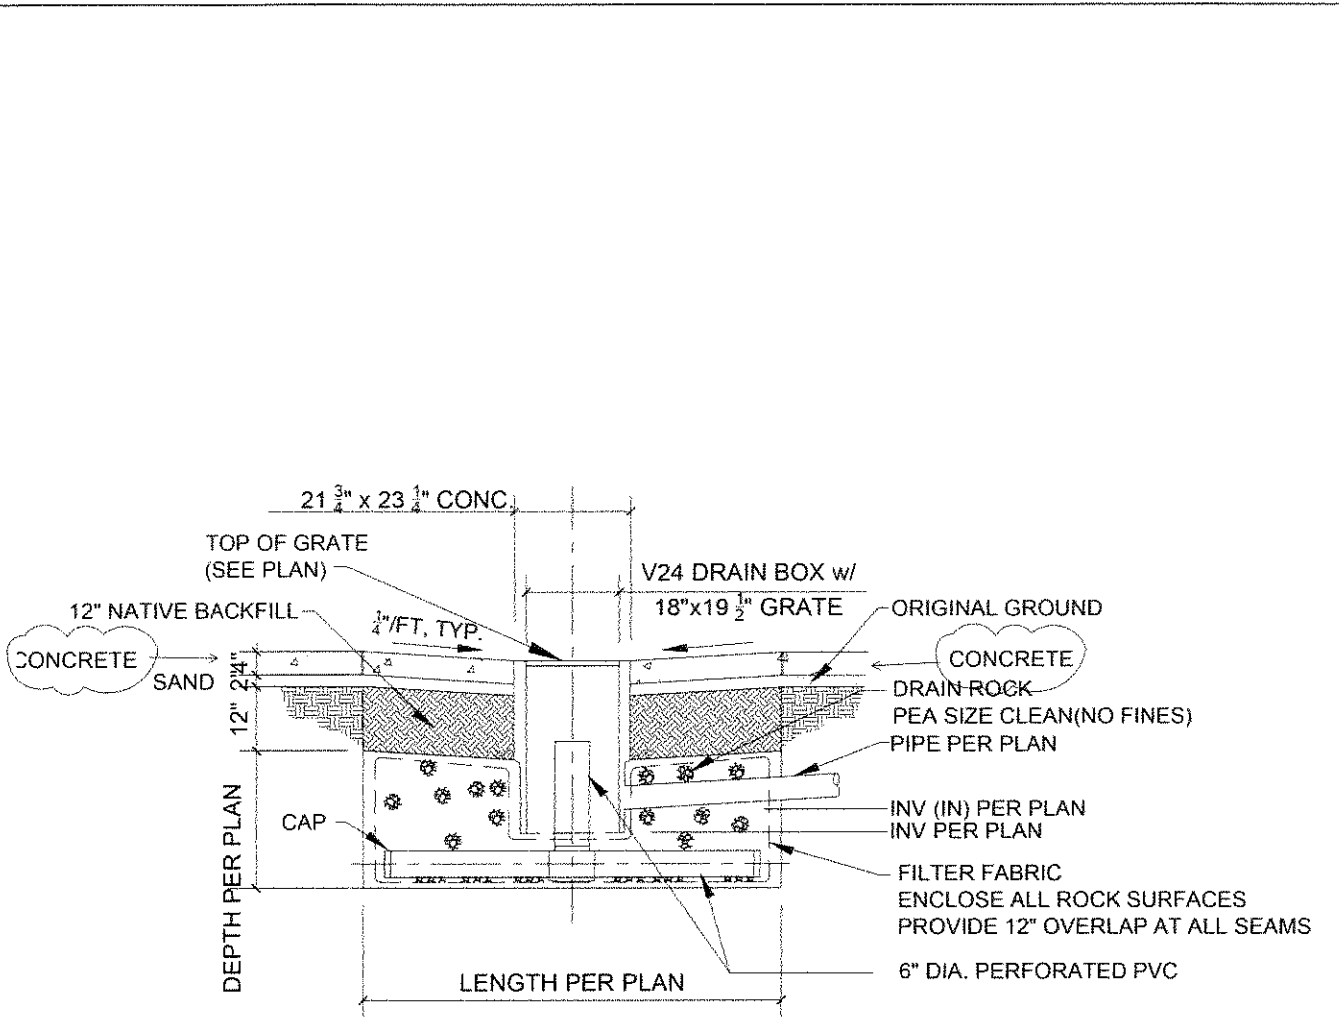 21 3/4" x 23 1/4" CONC.
TOP OF GRATE
(SEE PLAN)
V24 DRAIN BOX w/
18"x19 1/2" GRATE
12" NATIVE BACKFILL
1/4"/FT, TYP.
ORIGINAL GROUND
CONCRETE
CONCRETE
4"
SAND
2"
12"
DRAIN ROCK
PEA SIZE CLEAN(NO FINES)
PIPE PER PLAN
INV (IN) PER PLAN
INV PER PLAN
CAP
DEPTH PER PLAN
FILTER FABRIC
ENCLOSE ALL ROCK SURFACES
PROVIDE 12" OVERLAP AT ALL SEAMS
6" DIA. PERFORATED PVC
LENGTH PER PLAN